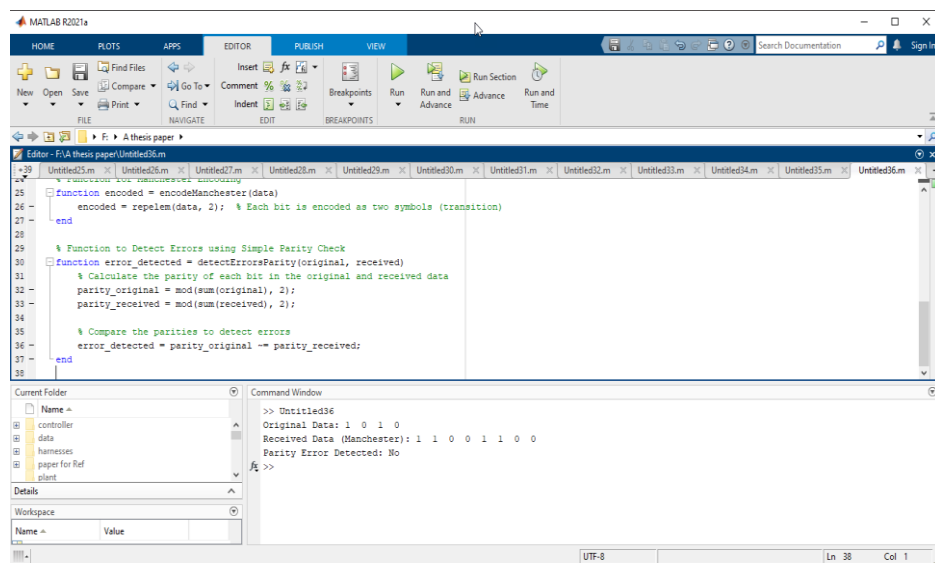 MATLAB R2021a
HOME PLOTS APPS EDITOR PUBLISH VIEW Search Documentation Sign In
New Open Save Find Files Compare Print Go To Find Insert fx Comment Indent Breakpoints Run Run and Advance Run Section Advance Run and Time
FILE NAVIGATE EDIT BREAKPOINTS RUN
F: A thesis paper
Editor - F:\A thesis paper\Untitled36.m
+39 Untitled25.m Untitled26.m Untitled27.m Untitled28.m Untitled29.m Untitled30.m Untitled31.m Untitled32.m Untitled33.m Untitled34.m Untitled35.m Untitled36.m
24 % Function for Manchester Encoding
25 function encoded = encodeManchester(data)
26 - encoded = repelem(data, 2); % Each bit is encoded as two symbols (transition)
27 - end
28
29 % Function to Detect Errors using Simple Parity Check
30 function error_detected = detectErrorsParity(original, received)
31 % Calculate the parity of each bit in the original and received data
32 - parity_original = mod(sum(original), 2);
33 - parity_received = mod(sum(received), 2);
34
35 % Compare the parities to detect errors
36 - error_detected = parity_original ~= parity_received;
37 - end
38
Current Folder
Name
controller
data
harnesses
paper for Ref
plant
Details
Workspace
Name Value
Command Window
>> Untitled36
Original Data: 1 0 1 0
Received Data (Manchester): 1 1 0 0 1 1 0 0
Parity Error Detected: No
fx >>
UTF-8 Ln 38 Col 1